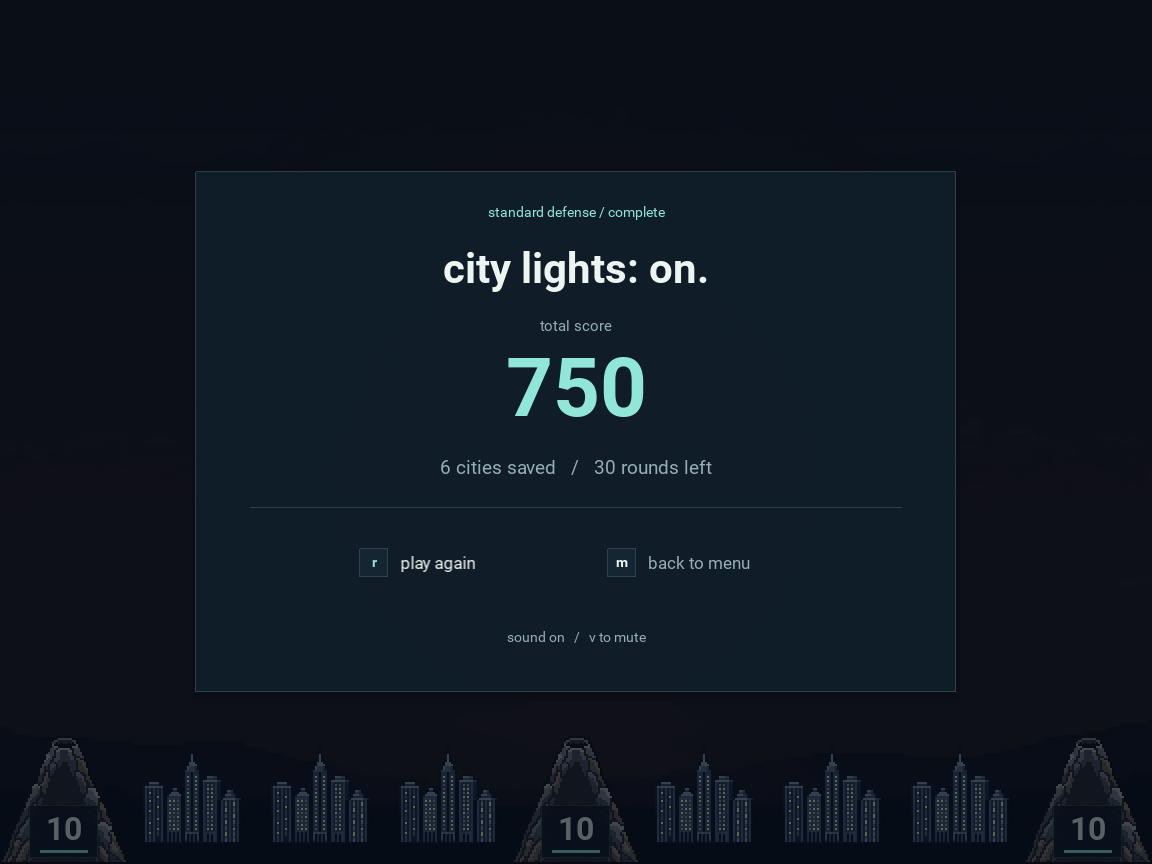 standard defense / complete
city lights: on.
total score
750
6 cities saved / 30 rounds left
r play again m back to menu
sound on / v to mute
10 10 10